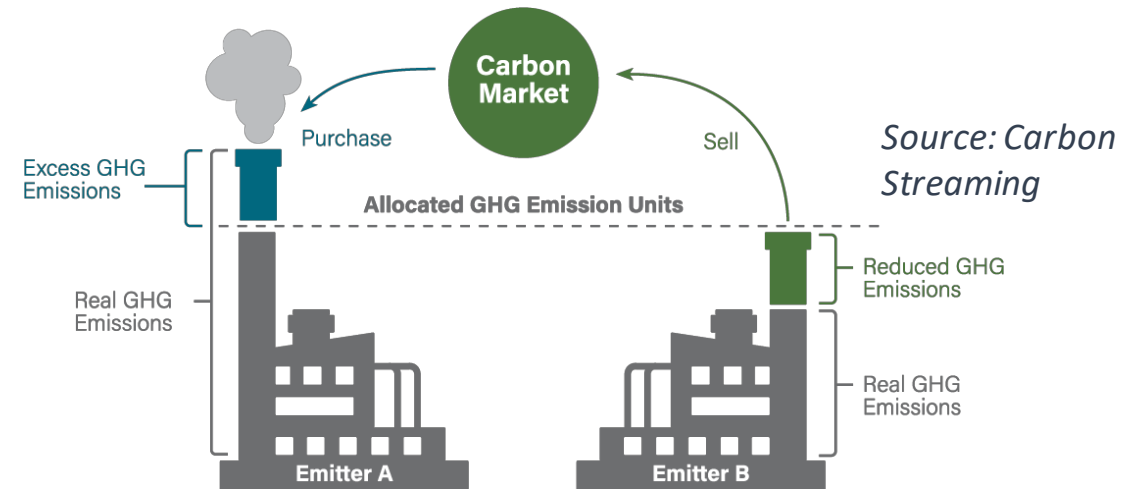 Carbon
Market
Purchase
Sell
Source: Carbon
Streaming
Excess GHG
Emissions
Allocated GHG Emission Units
Real GHG
Emissions
Reduced GHG
Emissions
Real GHG
Emissions
Emitter A
Emitter B